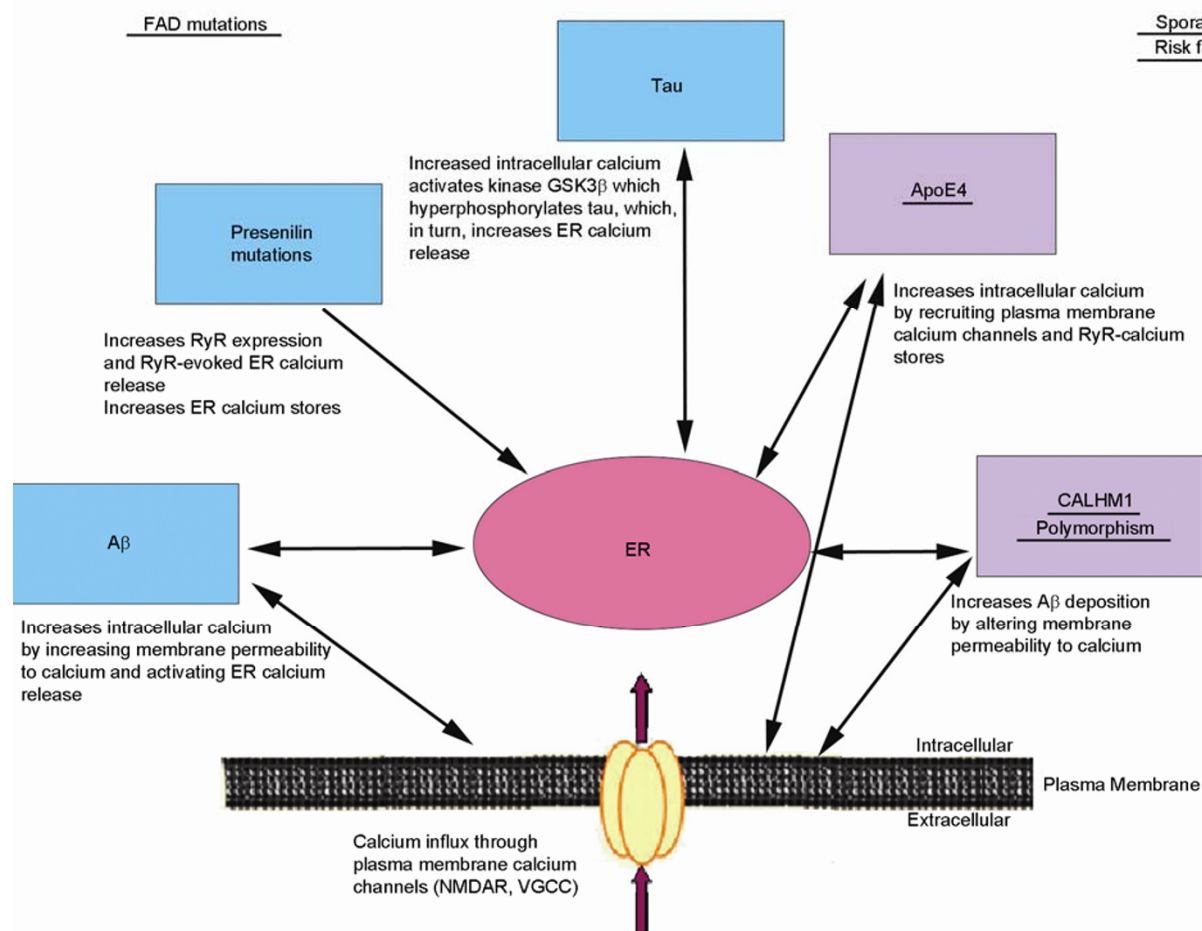 FAD mutations
Spora
Risk f
Tau
ApoE4
Increased intracellular calcium
activates kinase GSK3β which
hyperphosphorylates tau, which,
in turn, increases ER calcium
release
Presenilin
mutations
Increases intracellular calcium
by recruiting plasma membrane
calcium channels and RyR-calcium
stores
Increases RyR expression
and RyR-evoked ER calcium
release
Increases ER calcium stores
CALHM1
Polymorphism
Aβ
ER
Increases Aβ deposition
by altering membrane
permeability to calcium
Increases intracellular calcium
by increasing membrane permeability
to calcium and activating ER calcium
release
Intracellular
Plasma Membrane
Extracellular
Calcium influx through
plasma membrane calcium
channels (NMDAR, VGCC)